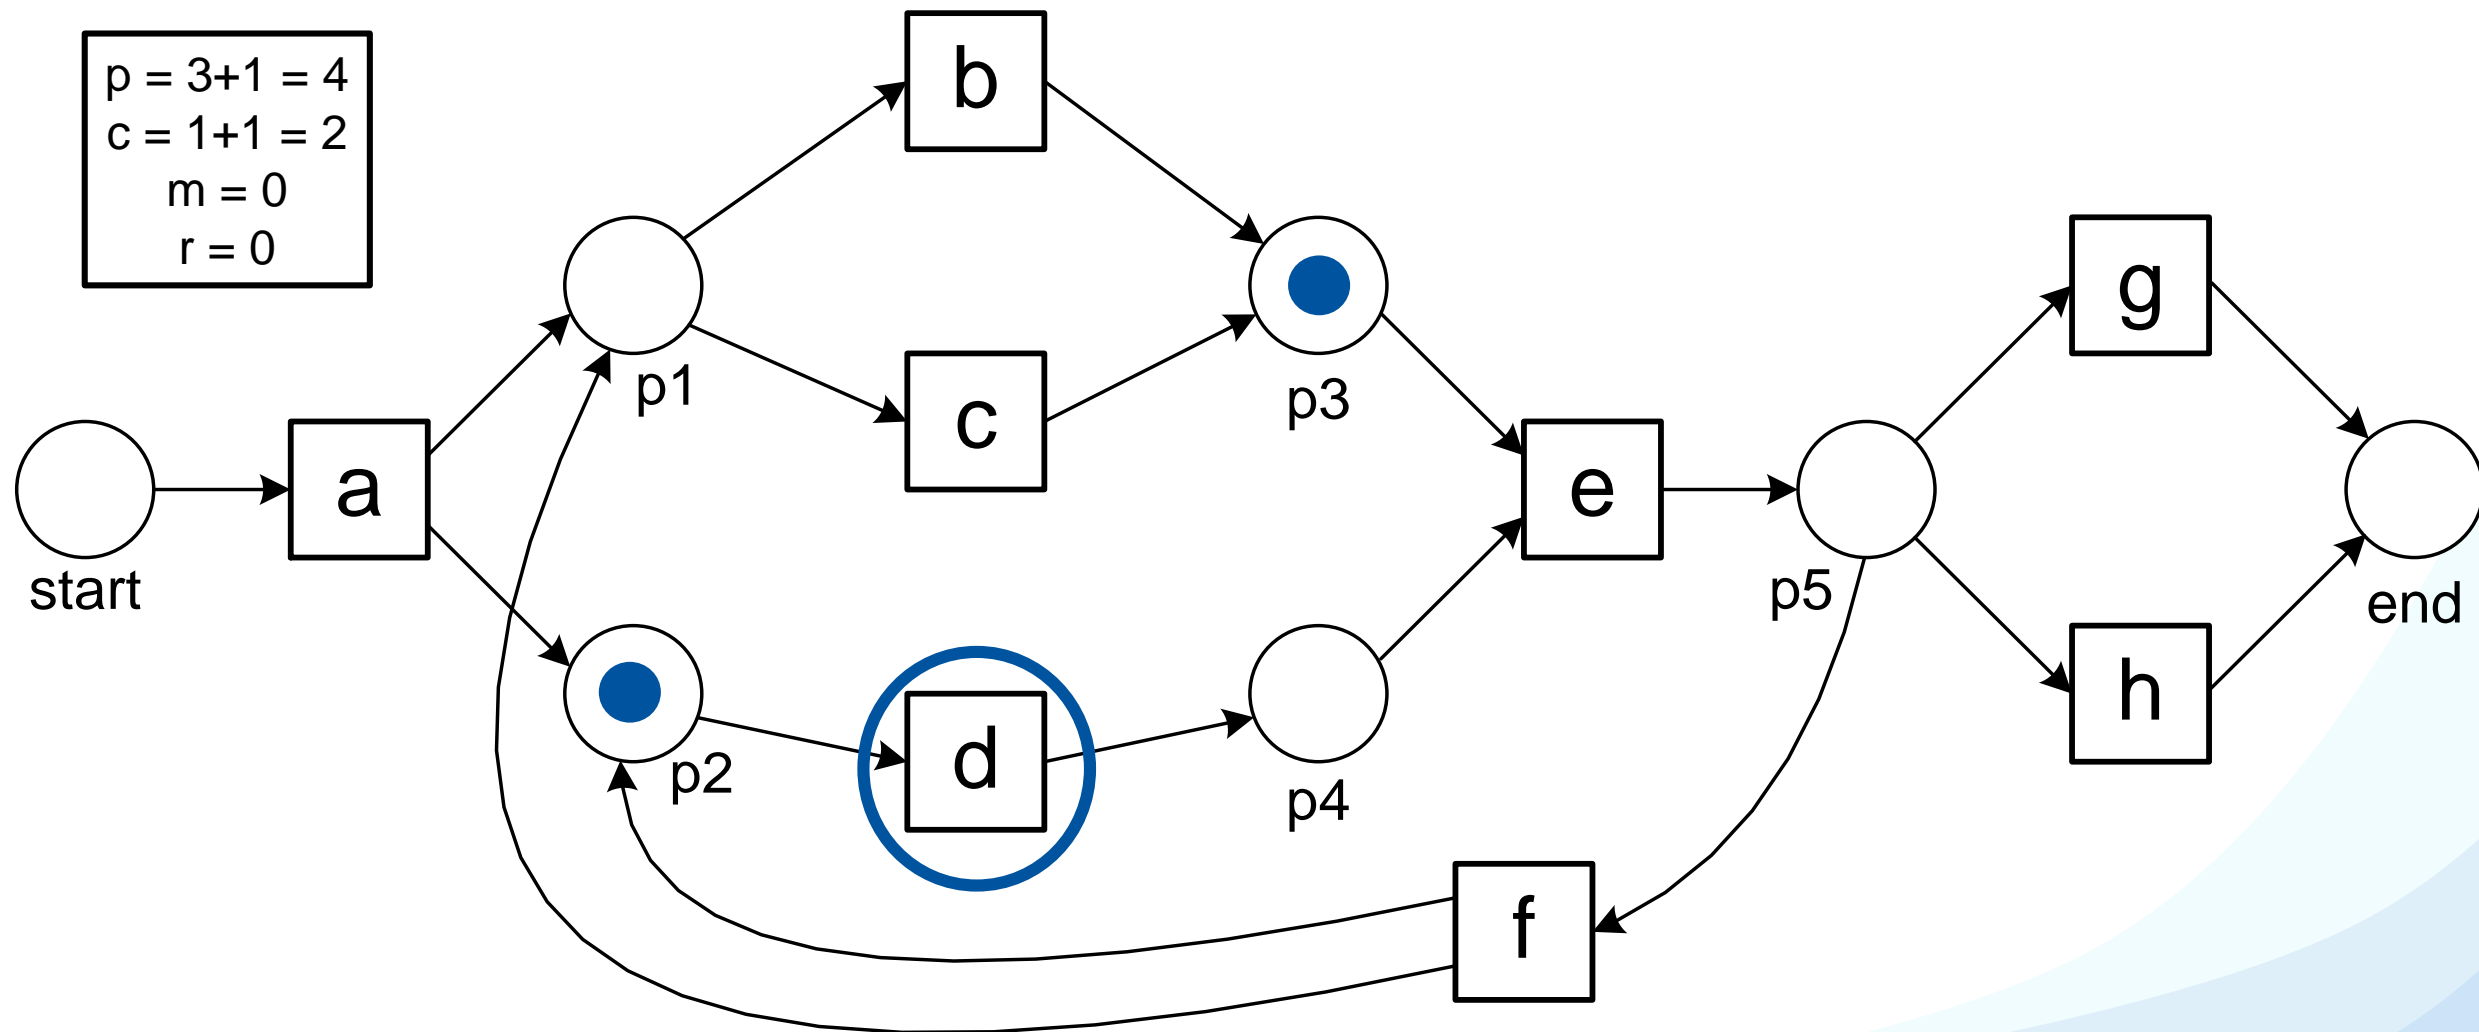 p = 3+1 = 4
c = 1+1 = 2
m = 0
r = 0
b
g
p1
c
p3
a
e
start
p5
end
p2
d
p4
h
f